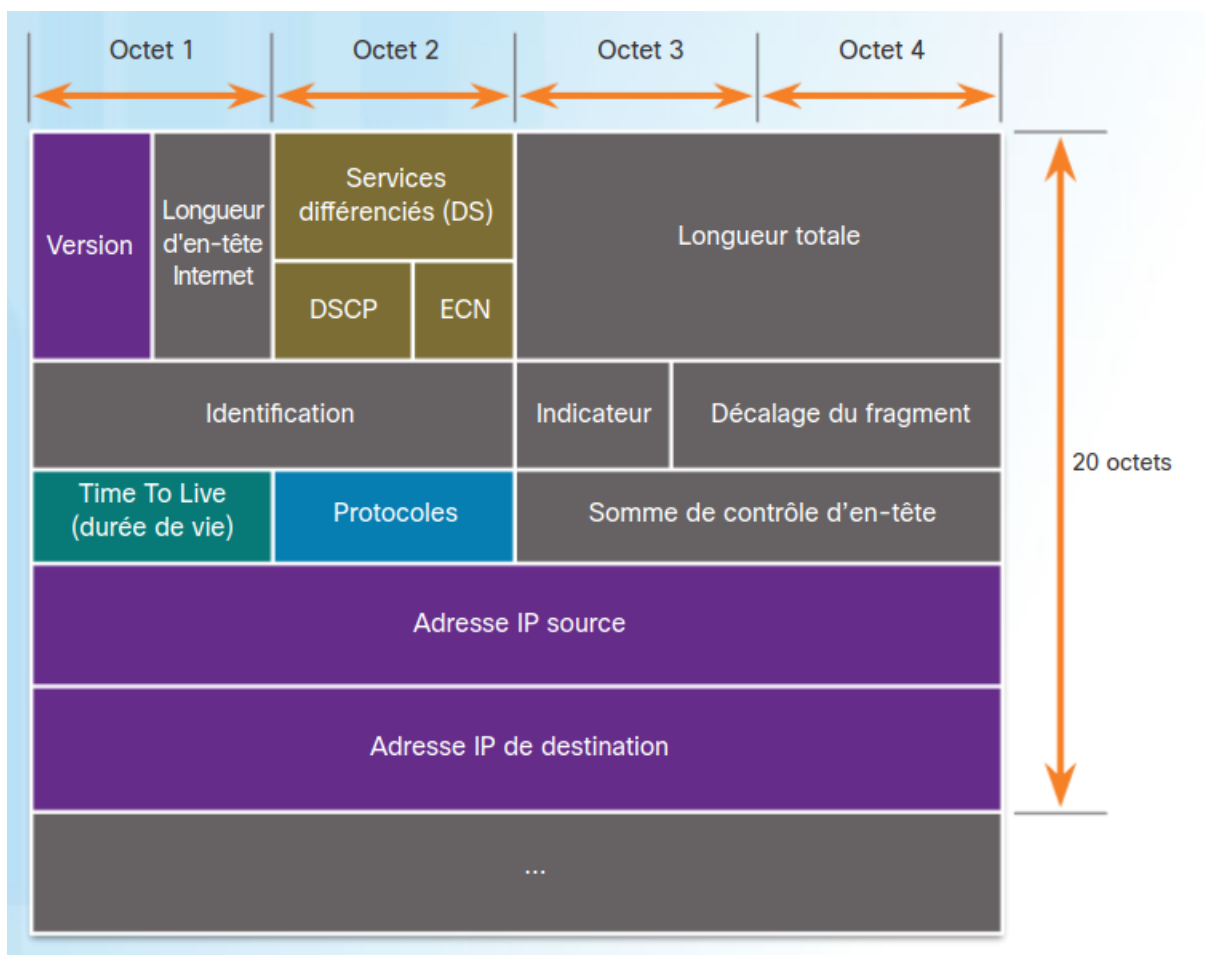 Octet 1
Octet 2
Octet 3
Octet 4
Version
Longueur
d'en-tête
Internet
Services
différenciés (DS)
DSCP
ECN
Longueur totale
Identification
Indicateur
Décalage du fragment
20 octets
Time To Live
(durée de vie)
Protocoles
Somme de contrôle d’en-tête
Adresse IP source
Adresse IP de destination
...